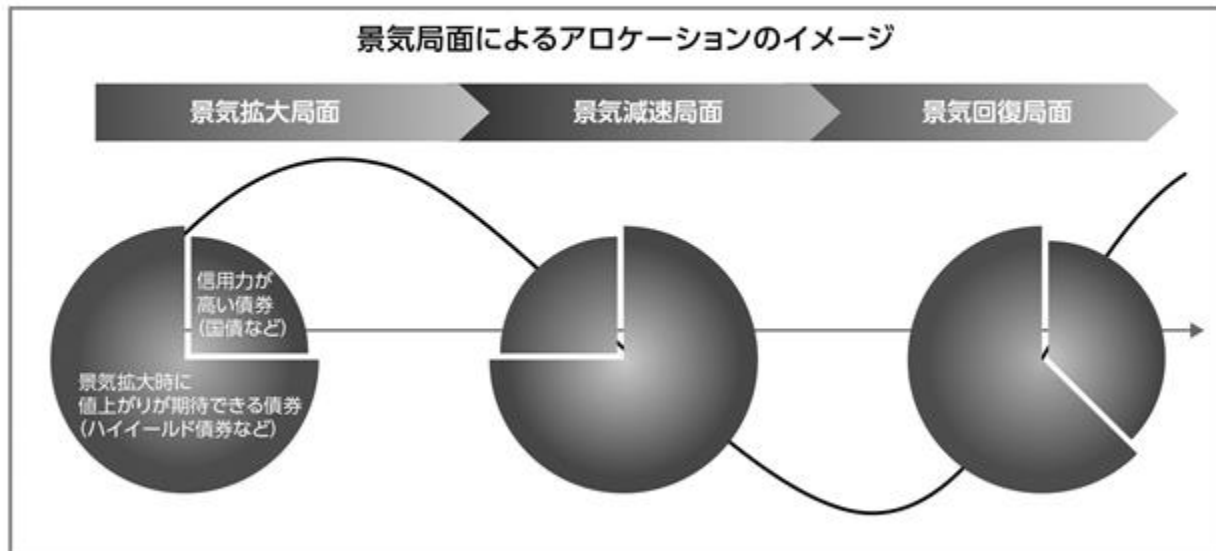 景気局面によるアロケーションのイメージ
景気拡大局面
景気減速局面
景気回復局面
信用力が
高い債券
(国債など)
景気拡大時に
値上がりが期待できる債券
(ハイイールド債券など)